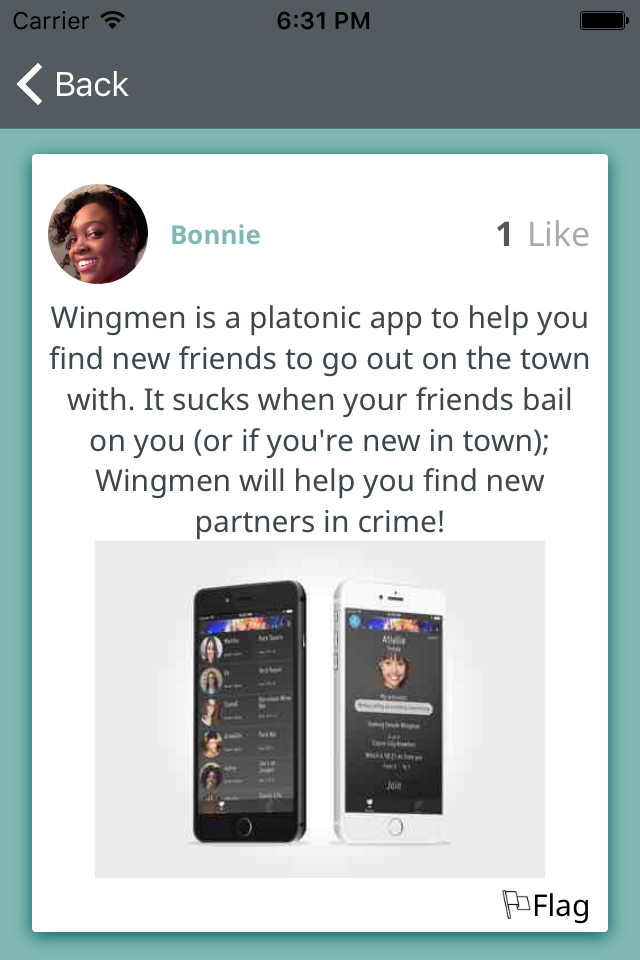 Carrier 6:31 PM
Back
Bonnie
1 Like
Wingmen is a platonic app to help you
find new friends to go out on the town
with. It sucks when your friends bail
on you (or if you're new in town);
Wingmen will help you find new
partners in crime!
Join
Flag